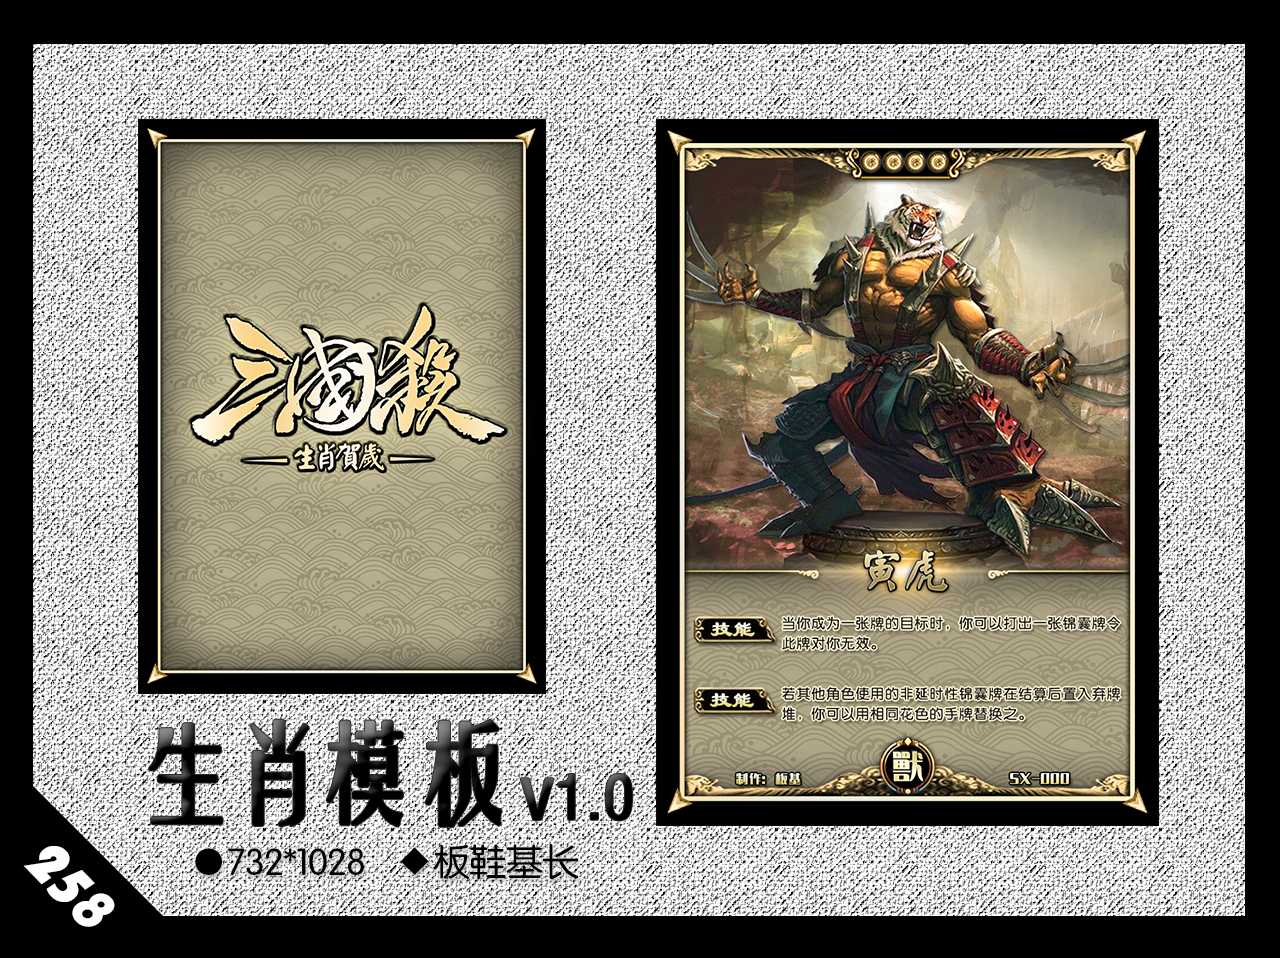 三國殺
生肖賀歲
寅虎
技能
当你成为一张牌的目标时，你可以打出一张锦囊牌令
此牌对你无效。
技能
若其他角色使用的非延时性锦囊牌在结算后置入弃牌
堆，你可以用相同花色的手牌替换之。
制作：板基
獸
SX-000
生肖模板 v1.0
●732*1028 ◆板鞋基长
258